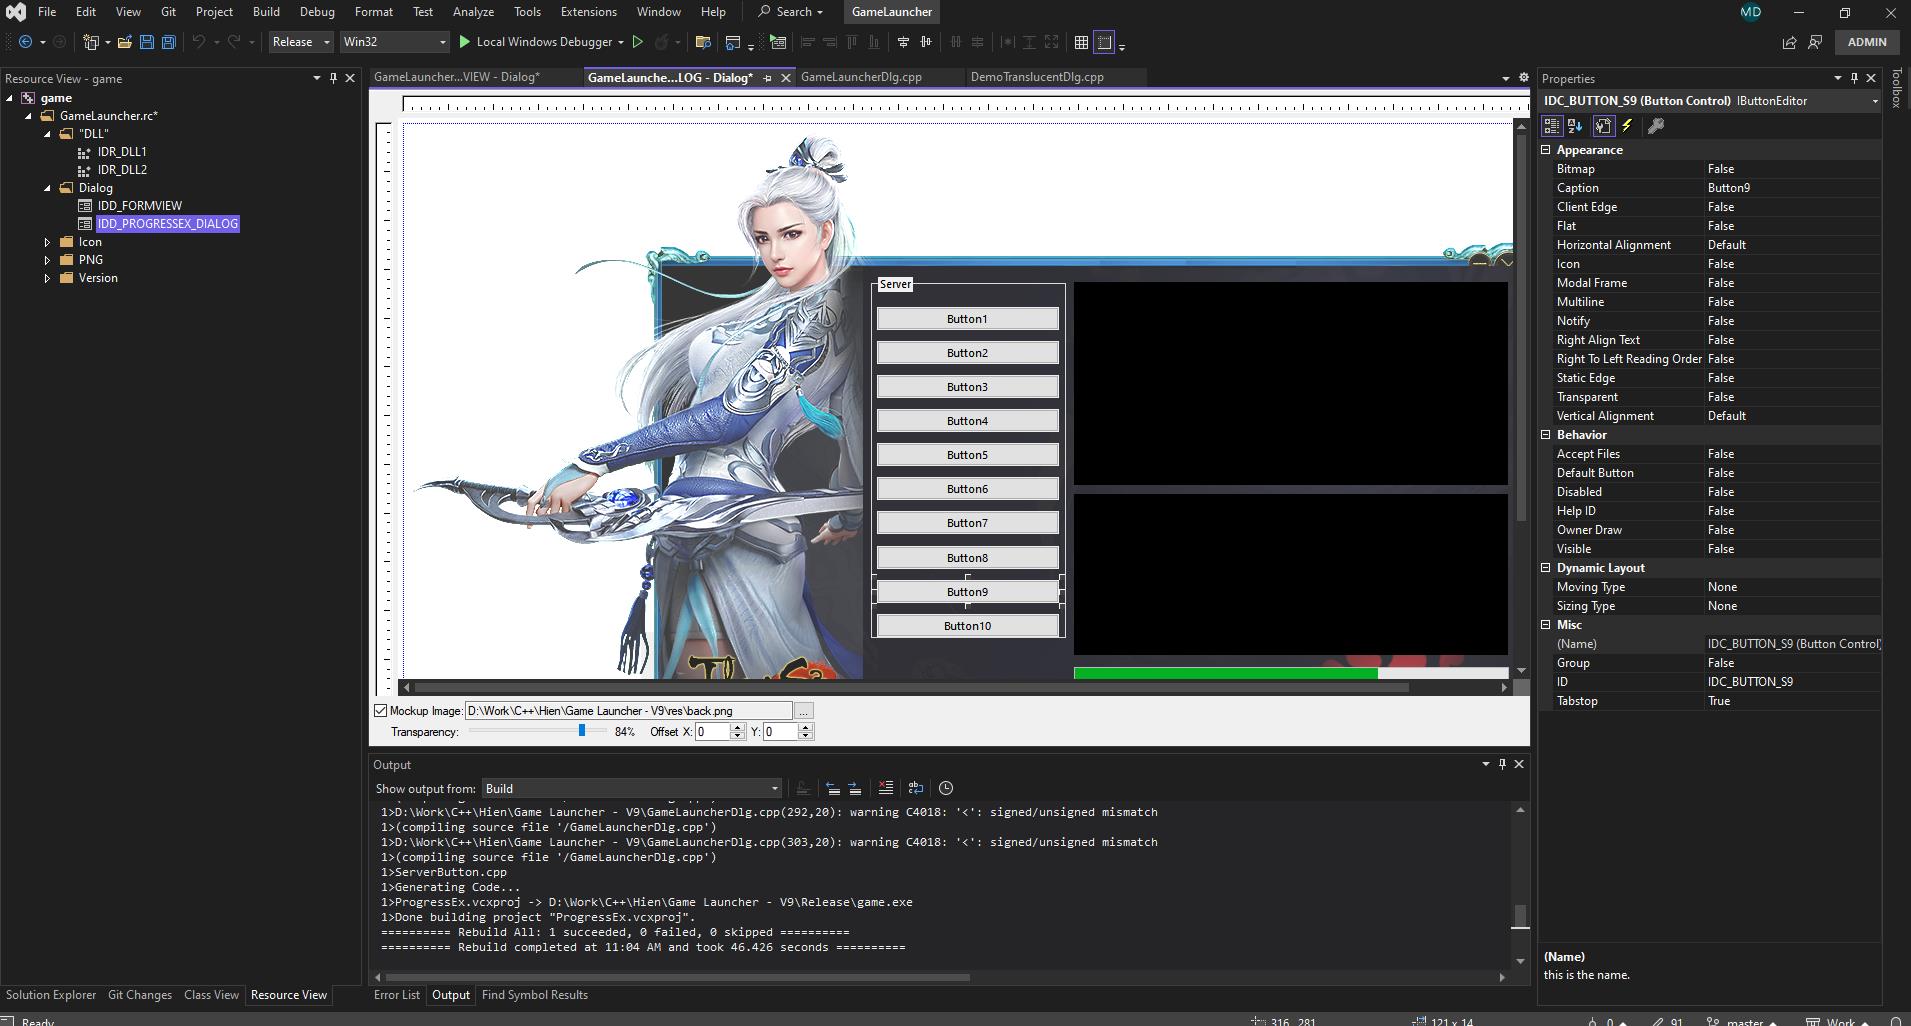 File Edit View Git Project Build Debug Format Test Analyze Tools Extensions Window Help Search GameLauncher MD
Release Win32 Local Windows Debugger ADMIN
Resource View - game
game
GameLauncher.rc*
"DLL"
IDR_DLL1
IDR_DLL2
Dialog
IDD_FORMVIEW
IDD_PROGRESSEX_DIALOG
Icon
PNG
Version
Solution Explorer Git Changes Class View Resource View
GameLauncher...VIEW - Dialog* GameLaunche...LOG - Dialog* GameLauncherDlg.cpp DemoTranslucentDlg.cpp
Server
Button1
Button2
Button3
Button4
Button5
Button6
Button7
Button8
Button9
Button10
Mockup Image: D:\Work\C++\Hien\Game Launcher - V9\res\back.png ...
Transparency: 84% Offset X: 0 Y: 0
Output
Show output from: Build
1>D:\Work\C++\Hien\Game Launcher - V9\GameLauncherDlg.cpp(292,20): warning C4018: '<': signed/unsigned mismatch
1>(compiling source file '/GameLauncherDlg.cpp')
1>D:\Work\C++\Hien\Game Launcher - V9\GameLauncherDlg.cpp(303,20): warning C4018: '<': signed/unsigned mismatch
1>(compiling source file '/GameLauncherDlg.cpp')
1>ServerButton.cpp
1>Generating Code...
1>ProgressEx.vcxproj -> D:\Work\C++\Hien\Game Launcher - V9\Release\game.exe
1>Done building project "ProgressEx.vcxproj".
========== Rebuild All: 1 succeeded, 0 failed, 0 skipped ==========
========== Rebuild completed at 11:04 AM and took 46.426 seconds ==========
Error List Output Find Symbol Results
Properties
IDC_BUTTON_S9 (Button Control) IButtonEditor
Appearance
Bitmap False
Caption Button9
Client Edge False
Flat False
Horizontal Alignment Default
Icon False
Modal Frame False
Multiline False
Notify False
Right Align Text False
Right To Left Reading Order False
Static Edge False
Transparent False
Vertical Alignment Default
Behavior
Accept Files False
Default Button False
Disabled False
Help ID False
Owner Draw False
Visible False
Dynamic Layout
Moving Type None
Sizing Type None
Misc
(Name) IDC_BUTTON_S9 (Button Control)
Group False
ID IDC_BUTTON_S9
Tabstop True
(Name)
this is the name.
Toolbox
Ready 316, 281 121 x 14 0 91 master Work